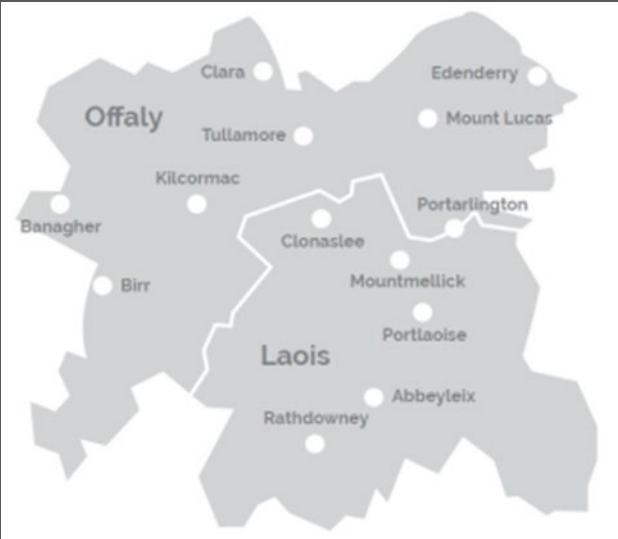 Clara
Edenderry
Offaly
Mount Lucas
Tullamore
Kilcormac
Portarlington
Banagher
Clonaslee
Mountmellick
Birr
Portlaoise
Laois
Abbeyleix
Rathdowney